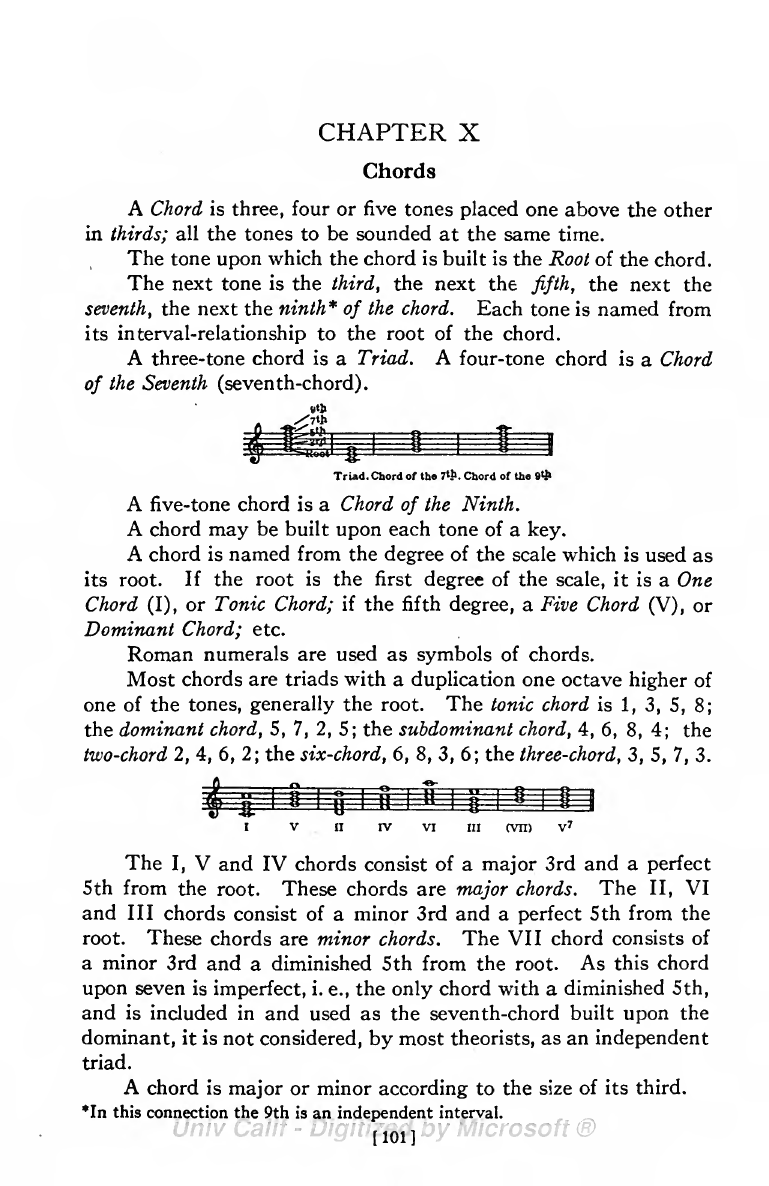 CHAPTER X
Chords
A Chord is three, four or five tones placed one above the other
in thirds; all the tones to be sounded at the same time.
The tone upon which the chord is built is the Root of the chord.
The next tone is the third, the next the fifth, the next the
seventh, the next the ninth* of the chord. Each tone is named from
its interval-relationship to the root of the chord.
A three-tone chord is a Triad. A four-tone chord is a Chord
of the Seventh (seventh-chord).
9th
7th
5th
3rd
Root
Triad. Chord of the 7th. Chord of the 9th
A five-tone chord is a Chord of the Ninth.
A chord may be built upon each tone of a key.
A chord is named from the degree of the scale which is used as
its root. If the root is the first degree of the scale, it is a One
Chord (I), or Tonic Chord; if the fifth degree, a Five Chord (V), or
Dominant Chord; etc.
Roman numerals are used as symbols of chords.
Most chords are triads with a duplication one octave higher of
one of the tones, generally the root. The tonic chord is 1, 3, 5, 8;
the dominant chord, 5, 7, 2, 5; the subdominant chord, 4, 6, 8, 4; the
two-chord 2, 4, 6, 2; the six-chord, 6, 8, 3, 6; the three-chord, 3, 5, 7, 3.
I V II IV VI III (VII) V7
The I, V and IV chords consist of a major 3rd and a perfect
5th from the root. These chords are major chords. The II, VI
and III chords consist of a minor 3rd and a perfect 5th from the
root. These chords are minor chords. The VII chord consists of
a minor 3rd and a diminished 5th from the root. As this chord
upon seven is imperfect, i. e., the only chord with a diminished 5th,
and is included in and used as the seventh-chord built upon the
dominant, it is not considered, by most theorists, as an independent
triad.
A chord is major or minor according to the size of its third.
*In this connection the 9th is an independent interval.
Univ Calif - Digitized by Microsoft ®
[101]